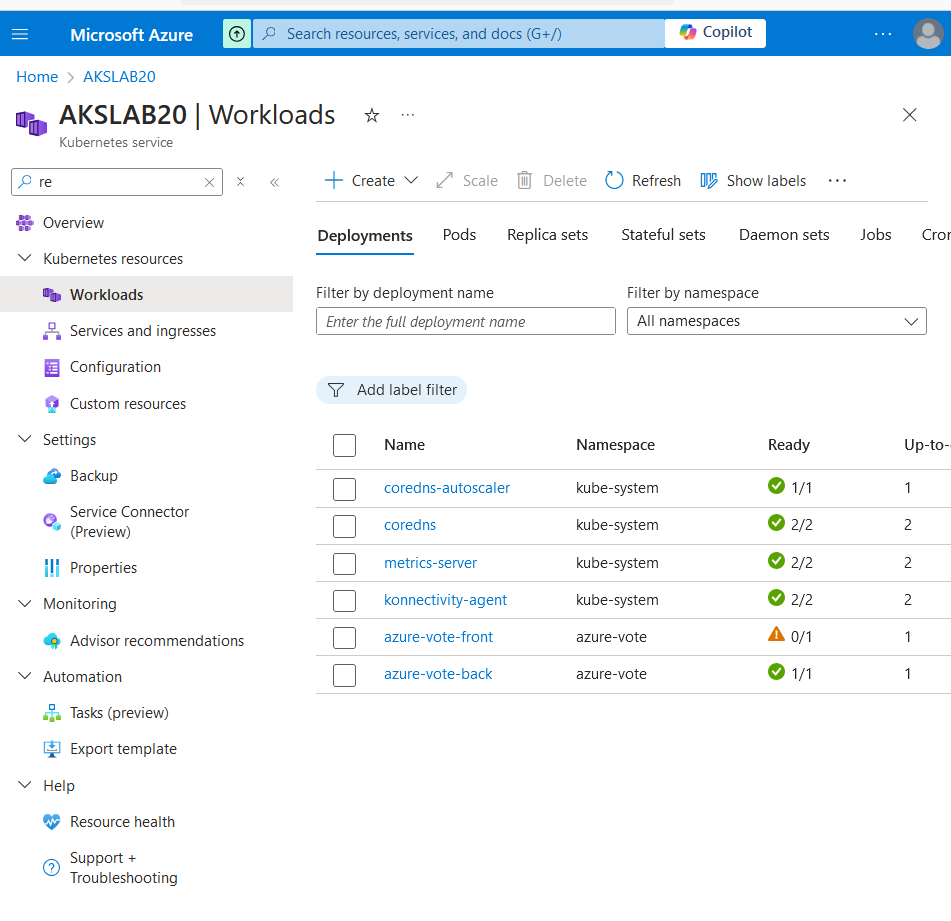 Microsoft Azure
Search resources, services, and docs (G+/)
Copilot
Home > AKSLAB20
AKSLAB20 | Workloads
Kubernetes service
re
Overview
Kubernetes resources
Workloads
Services and ingresses
Configuration
Custom resources
Settings
Backup
Service Connector
(Preview)
Properties
Monitoring
Advisor recommendations
Automation
Tasks (preview)
Export template
Help
Resource health
Support +
Troubleshooting
Create Scale Delete Refresh Show labels
Deployments Pods Replica sets Stateful sets Daemon sets Jobs Cron
Filter by deployment name Filter by namespace
Enter the full deployment name All namespaces
Add label filter
Name Namespace Ready Up-to-
coredns-autoscaler kube-system 1/1 1
coredns kube-system 2/2 2
metrics-server kube-system 2/2 2
konnectivity-agent kube-system 2/2 2
azure-vote-front azure-vote 0/1 1
azure-vote-back azure-vote 1/1 1